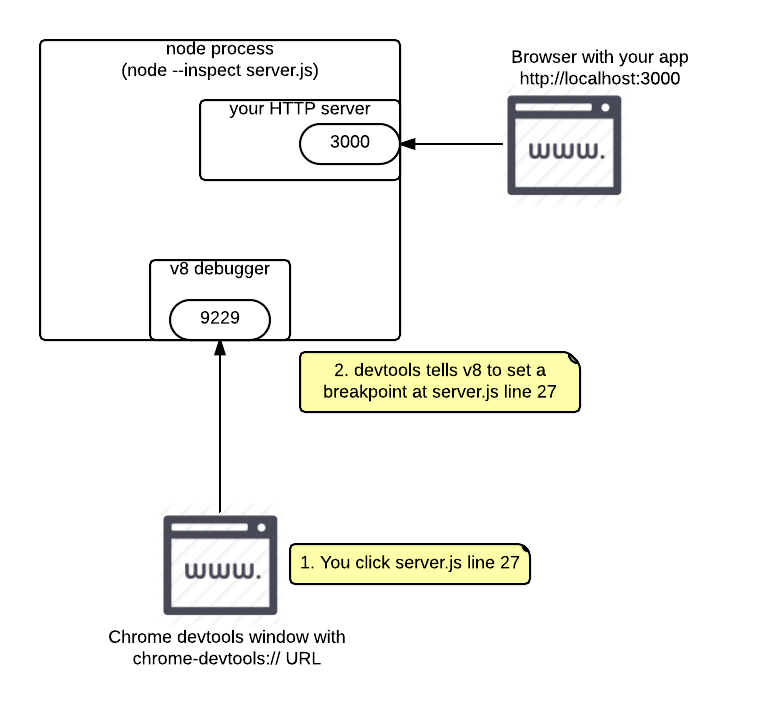 node process
(node --inspect server.js)
Browser with your app
http://localhost:3000
your HTTP server
3000
www.
v8 debugger
9229
2. devtools tells v8 to set a
breakpoint at server.js line 27
www.
1. You click server.js line 27
Chrome devtools window with
chrome-devtools:// URL